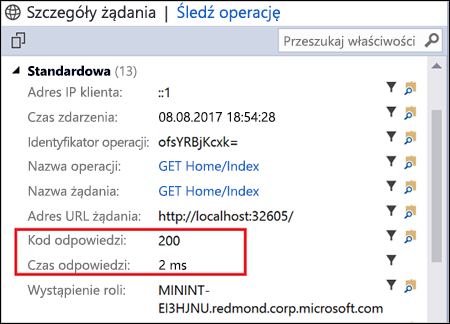 Szczegóły żądania | Śledź operację
Przeszukaj właściwości
Standardowa (13)
Adres IP klienta: ::1
Czas zdarzenia: 08.08.2017 18:54:28
Identyfikator operacji: ofsYRBjKcxk=
Nazwa operacji: GET Home/Index
Nazwa żądania: GET Home/Index
Adres URL żądania: http://localhost:32605/
Kod odpowiedzi: 200
Czas odpowiedzi: 2 ms
Wystąpienie roli: MININT-
EI3HJNU.redmond.corp.microsoft.com